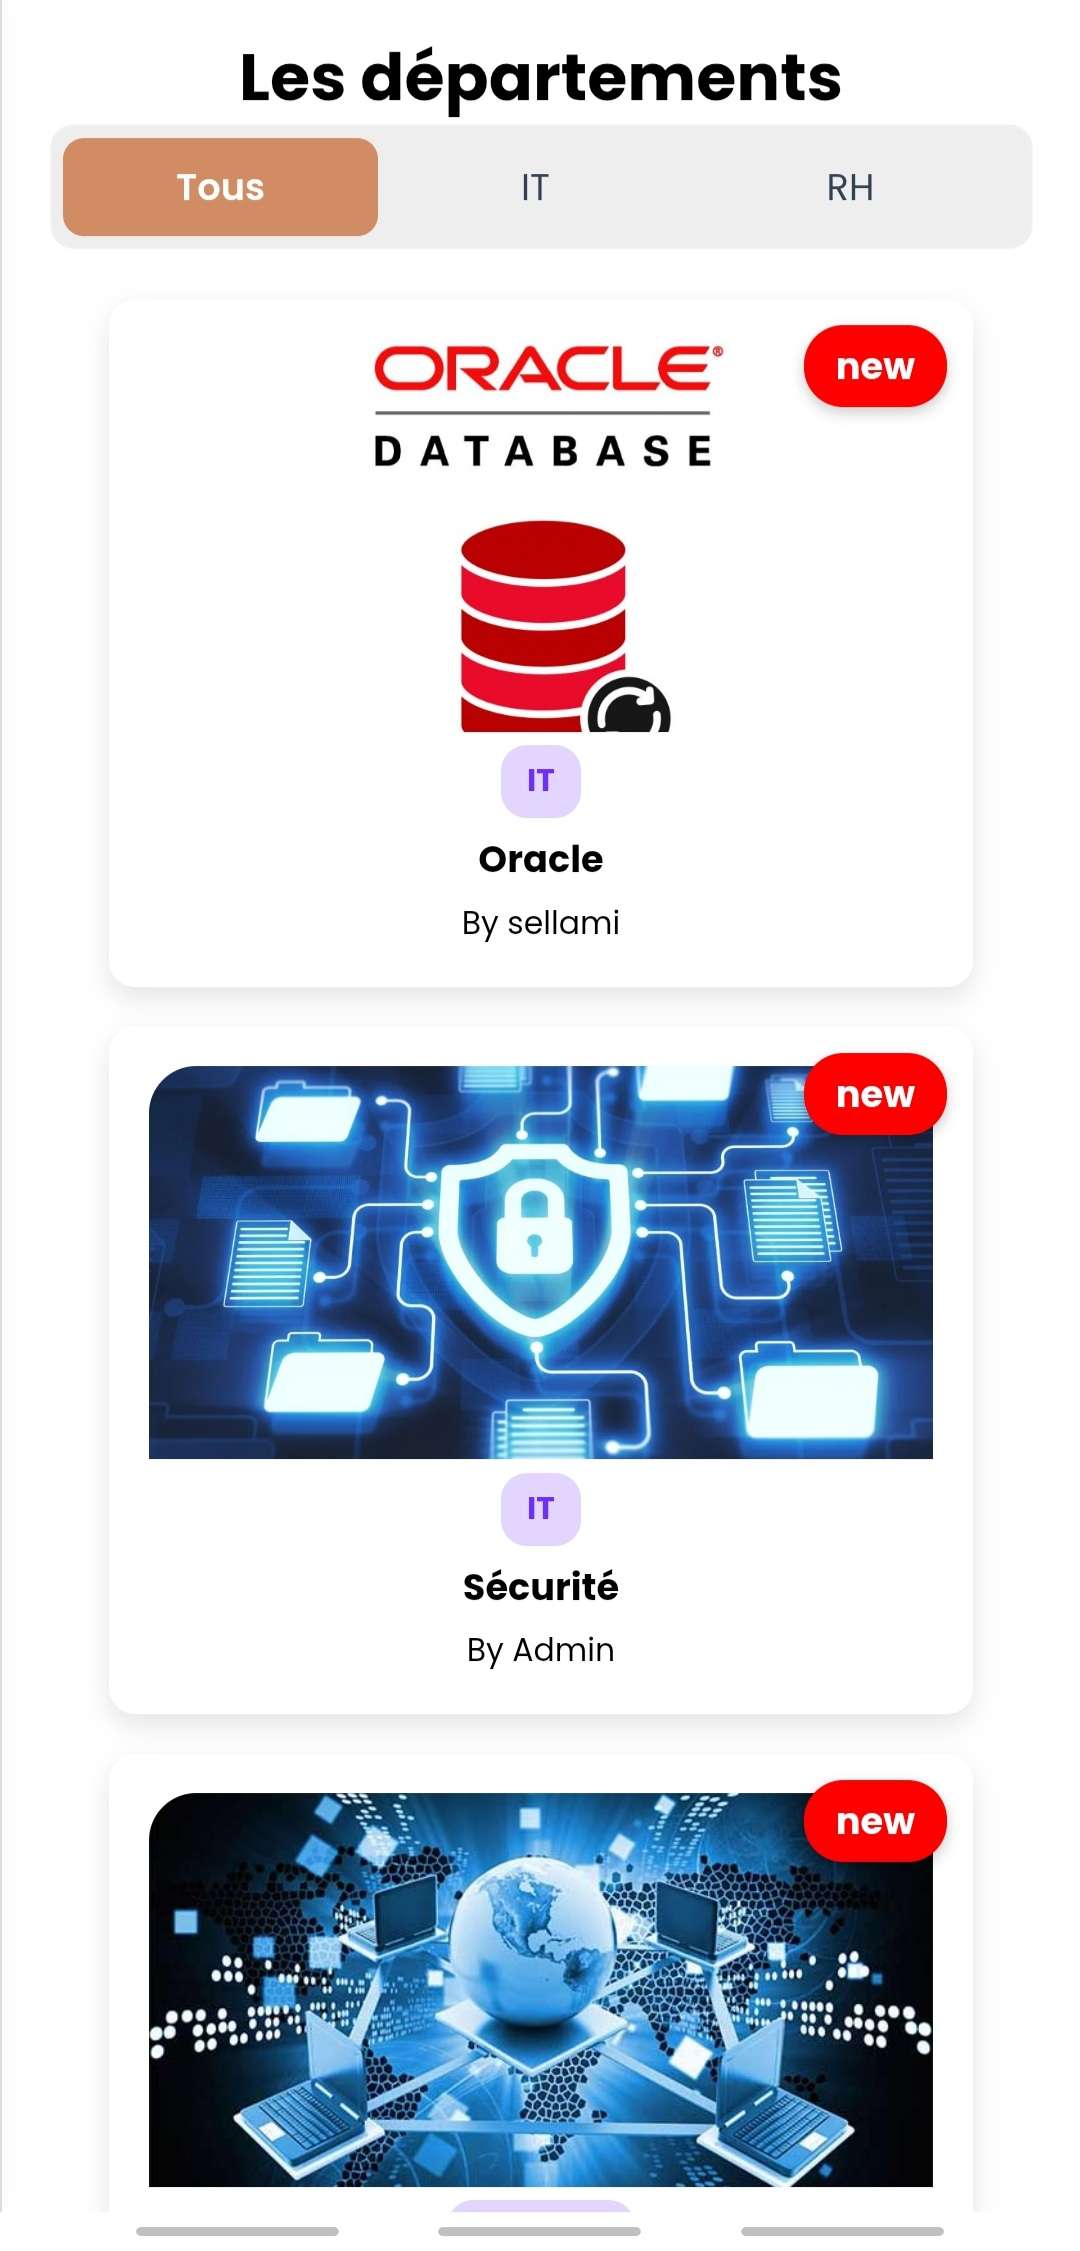 Les départements
Tous
IT
RH
new
ORACLE®
DATABASE
IT
Oracle
By sellami
new
IT
Sécurité
By Admin
new